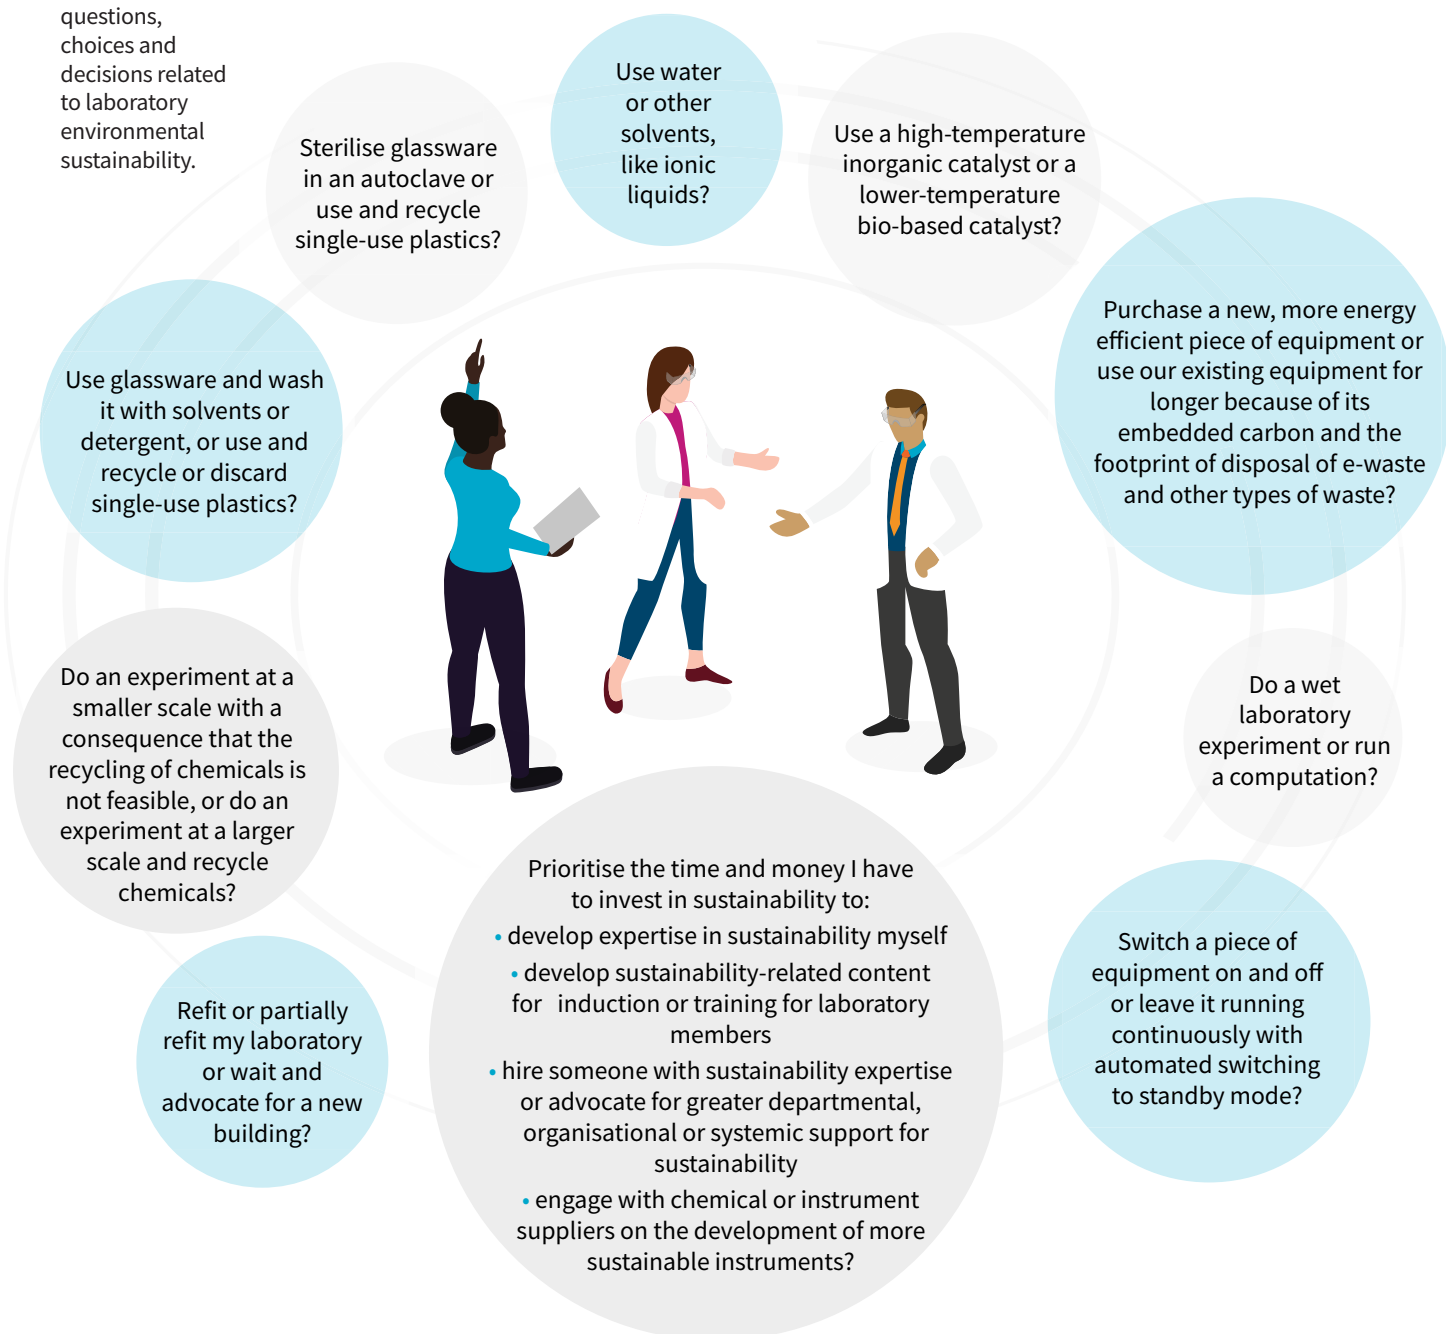 questions,
choices and
decisions related
to laboratory
environmental
sustainability.
Use water
or other
solvents,
like ionic
liquids?
Sterilise glassware
in an autoclave or
use and recycle
single-use plastics?
Use a high-temperature
inorganic catalyst or a
lower-temperature
bio-based catalyst?
Purchase a new, more energy
efficient piece of equipment or
use our existing equipment for
longer because of its
embedded carbon and the
footprint of disposal of e-waste
and other types of waste?
Use glassware and wash
it with solvents or
detergent, or use and
recycle or discard
single-use plastics?
Do an experiment at a
smaller scale with a
consequence that the
recycling of chemicals is
not feasible, or do an
experiment at a larger
scale and recycle
chemicals?
Do a wet
laboratory
experiment or run
a computation?
Prioritise the time and money I have
to invest in sustainability to:
• develop expertise in sustainability myself
• develop sustainability-related content
for induction or training for laboratory
members
• hire someone with sustainability expertise
or advocate for greater departmental,
organisational or systemic support for
sustainability
• engage with chemical or instrument
suppliers on the development of more
sustainable instruments?
Switch a piece of
equipment on and off
or leave it running
continuously with
automated switching
to standby mode?
Refit or partially
refit my laboratory
or wait and
advocate for a new
building?